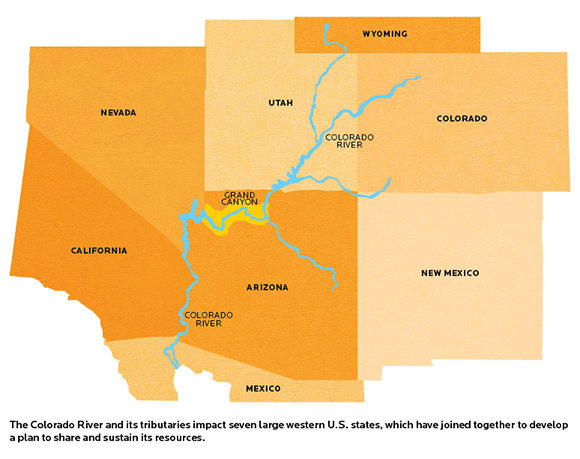 WYOMING
NEVADA
UTAH
COLORADO
COLORADO
RIVER
GRAND
CANYON
CALIFORNIA
ARIZONA
NEW MEXICO
COLORADO
RIVER
MEXICO
The Colorado River and its tributaries impact seven large western U.S. states, which have joined together to develop
a plan to share and sustain its resources.